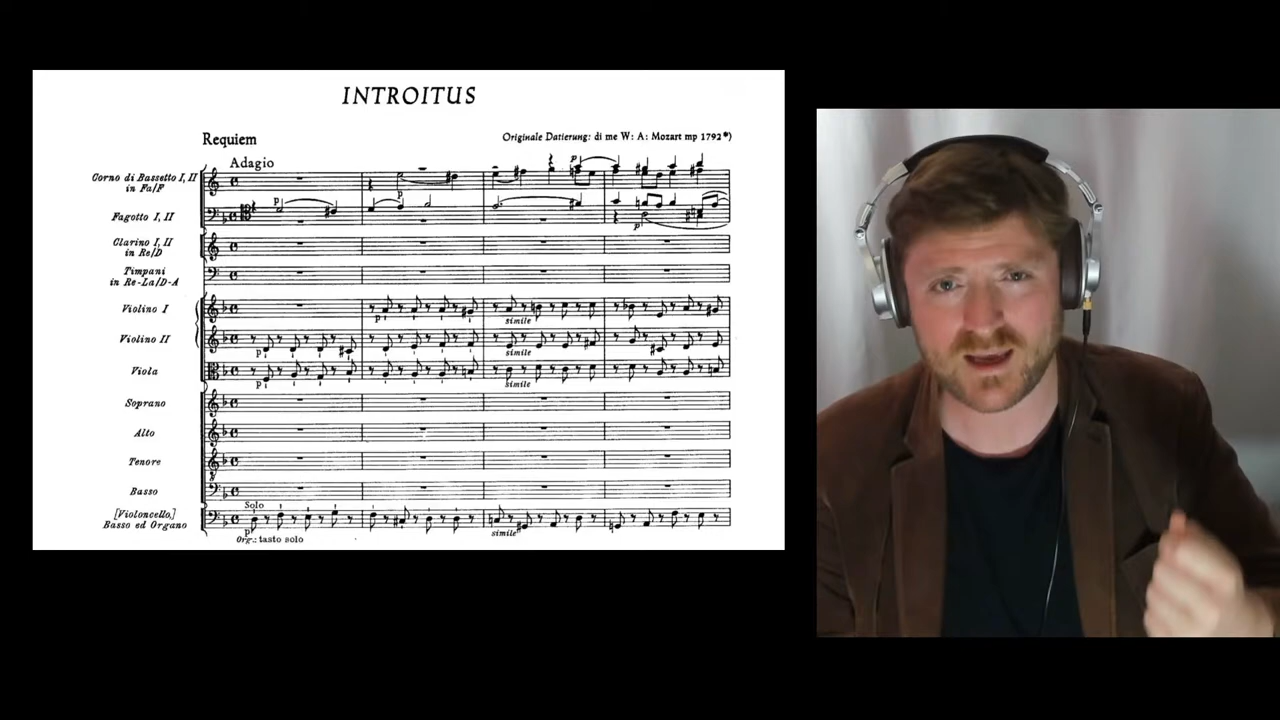 INTROITUS
Requiem
Originale Datierung: di me W: A: Mozart mp 1792*)
Adagio
Corno di Bassetto I, II
in Fa/F
p
p
Fagotto I, II
p
p
p
Clarino I, II
in Re/D
Timpani
in Re-La/D-A
Violino I
p
simile
Violino II
p
simile
Viola
p
simile
Soprano
Alto
Tenore
Basso
Solo
[Violoncello,]
Basso ed Organo
p
simile
Org.: tasto solo